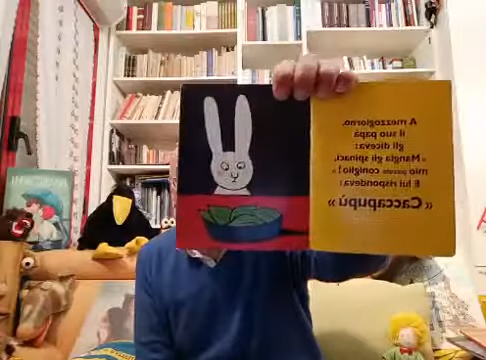 A mezzogiorno,
il suo papà
gli diceva:
« Mangia gli spinaci,
mio piccolo coniglio! »
E lui rispondeva:
« Caccapupù »